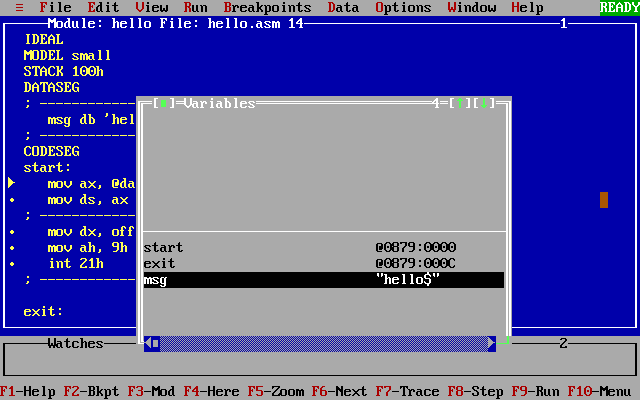 ≡ File Edit View Run Breakpoints Data Options Window Help READY
Module: hello File: hello.asm 14 1
IDEAL
MODEL small
STACK 100h
DATASEG
; ------------
msg db 'hel
; ------------
CODESEG
start:
mov ax, @da
mov ds, ax
; ------------
mov dx, off
mov ah, 9h
int 21h
; ------------
exit:
[■]=Variables 4=[↑][↓]
start @0879:0000
exit @0879:000C
msg "hello$"
Watches 2
F1-Help F2-Bkpt F3-Mod F4-Here F5-Zoom F6-Next F7-Trace F8-Step F9-Run F10-Menu